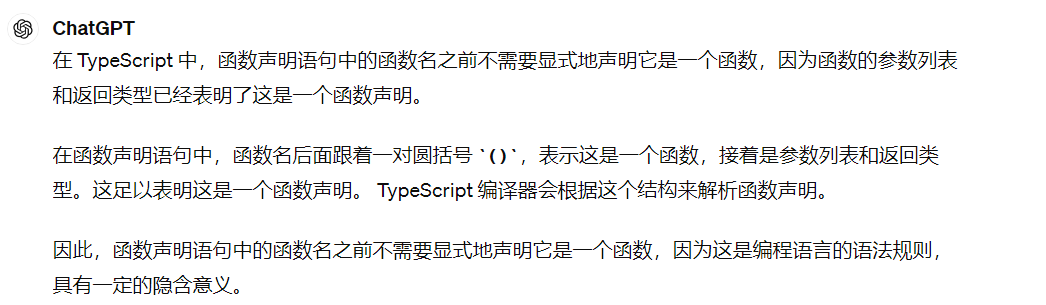 ChatGPT
在 TypeScript 中，函数声明语句中的函数名之前不需要显式地声明它是一个函数，因为函数的参数列表
和返回类型已经表明了这是一个函数声明。
在函数声明语句中，函数名后面跟着一对圆括号 `()`，表示这是一个函数，接着是参数列表和返回类
型。这足以表明这是一个函数声明。 TypeScript 编译器会根据这个结构来解析函数声明。
因此，函数声明语句中的函数名之前不需要显式地声明它是一个函数，因为这是编程语言的语法规则，
具有一定的隐含意义。